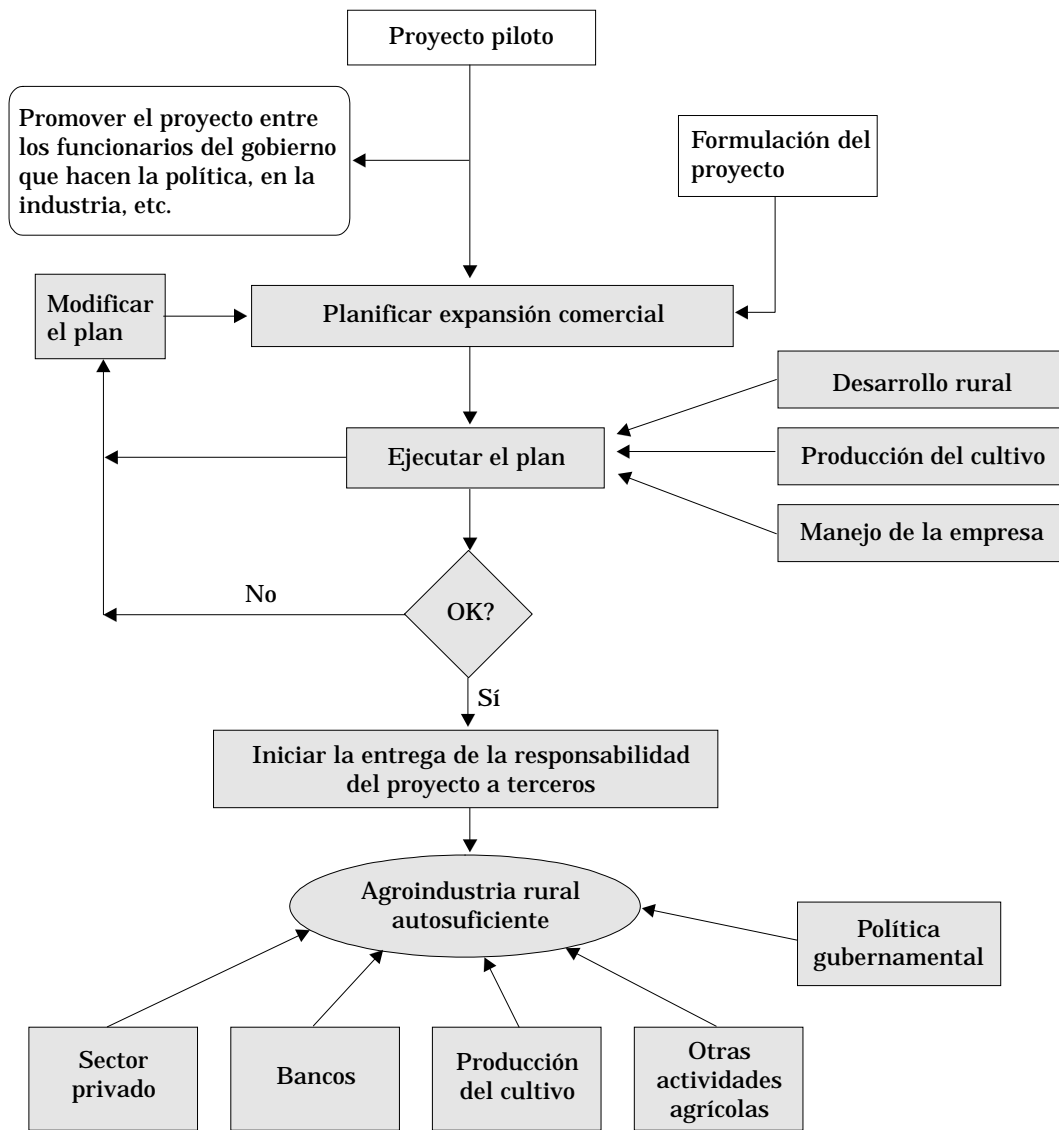 Proyecto piloto
Promover el proyecto entre
los funcionarios del gobierno
que hacen la política, en la
industria, etc.
Formulación del
proyecto
Modificar
el plan
Planificar expansión comercial
Desarrollo rural
Ejecutar el plan
Producción del cultivo
Manejo de la empresa
No
OK?
Sí
Iniciar la entrega de la responsabilidad
del proyecto a terceros
Agroindustria rural
autosuficiente
Política
gubernamental
Sector
privado
Bancos
Producción
del cultivo
Otras
actividades
agrícolas